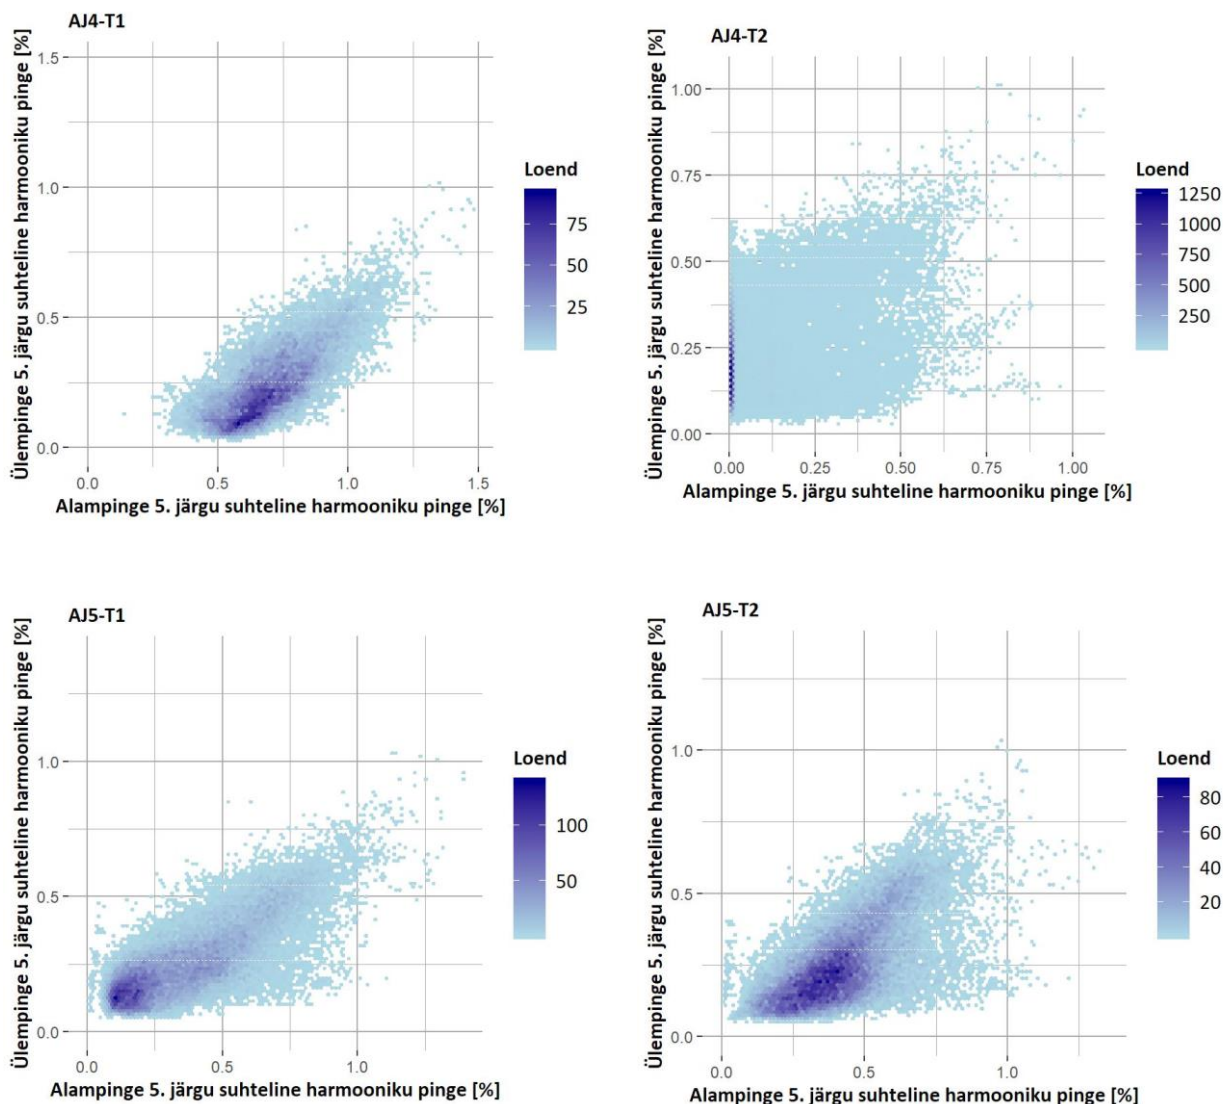 AJ4-T1
Ülempinge 5. järgu suhteline harmooniku pinge [%]
1.5
1.0
0.5
0.0
0.0 0.5 1.0 1.5
Alampinge 5. järgu suhteline harmooniku pinge [%]
Loend
75
50
25
AJ4-T2
Ülempinge 5. järgu suhteline harmooniku pinge [%]
1.00
0.75
0.50
0.25
0.00
0.00 0.25 0.50 0.75 1.00
Alampinge 5. järgu suhteline harmooniku pinge [%]
Loend
1250
1000
750
500
250
AJ5-T1
Ülempinge 5. järgu suhteline harmooniku pinge [%]
1.0
0.5
0.0
0.0 0.5 1.0
Alampinge 5. järgu suhteline harmooniku pinge [%]
Loend
100
50
AJ5-T2
Ülempinge 5. järgu suhteline harmooniku pinge [%]
1.0
0.5
0.0
0.0 0.5 1.0
Alampinge 5. järgu suhteline harmooniku pinge [%]
Loend
80
60
40
20